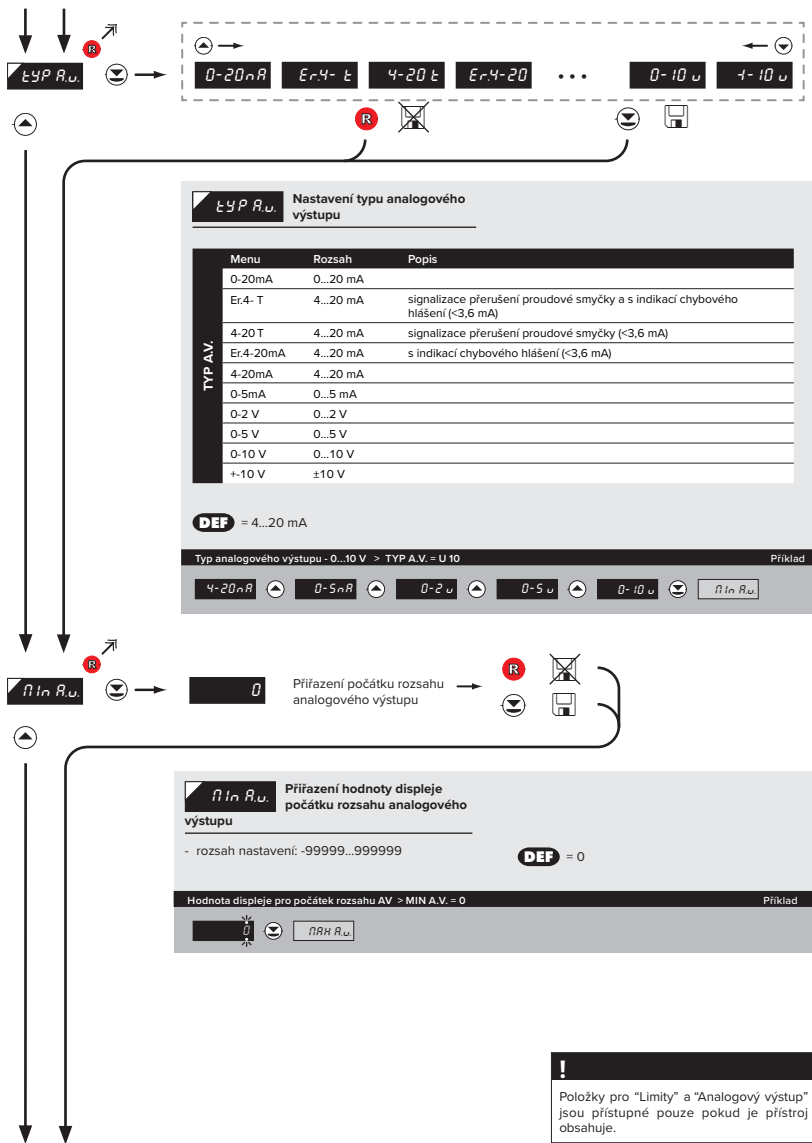 R
TYP A.v.
0-20mA Er.4- t 4-20 t Er.4-20 ... 0- 10 v +-10 v
R
TYP A.v. Nastavení typu analogového
výstupu
TYP A.V.
Menu Rozsah Popis
0-20mA 0...20 mA
Er.4- T 4...20 mA signalizace přerušení proudové smyčky a s indikací chybového
hlášení (<3,6 mA)
4-20 T 4...20 mA signalizace přerušení proudové smyčky (<3,6 mA)
Er.4-20mA 4...20 mA s indikací chybového hlášení (<3,6 mA)
4-20mA 4...20 mA
0-5mA 0...5 mA
0-2 V 0...2 V
0-5 V 0...5 V
0-10 V 0...10 V
+-10 V ±10 V
DEF = 4...20 mA
Typ analogového výstupu - 0...10 V > TYP A.V. = U 10 Příklad
4-20mA 0-5mA 0-2 v 0-5 v 0- 10 v MIn A.v.
R
MIn A.v. 0 Přiřazení počátku rozsahu
analogového výstupu
R
MIn A.v. Přiřazení hodnoty displeje
počátku rozsahu analogového
výstupu
- rozsah nastavení: -99999...999999
DEF = 0
Hodnota displeje pro počátek rozsahu AV > MIN A.V. = 0 Příklad
0 MAX A.v.
!
Položky pro “Limity” a “Analogový výstup”
jsou přístupné pouze pokud je přístroj
obsahuje.